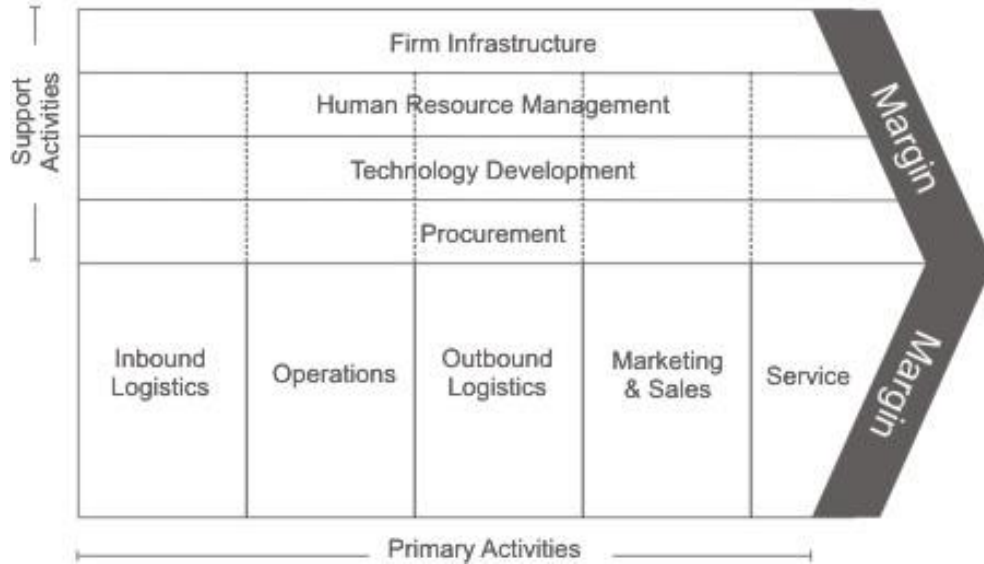 Support
Activities
Firm Infrastructure
Human Resource Management
Technology Development
Procurement
Margin
Inbound
Logistics
Operations
Outbound
Logistics
Marketing
& Sales
Service
Margin
Primary Activities